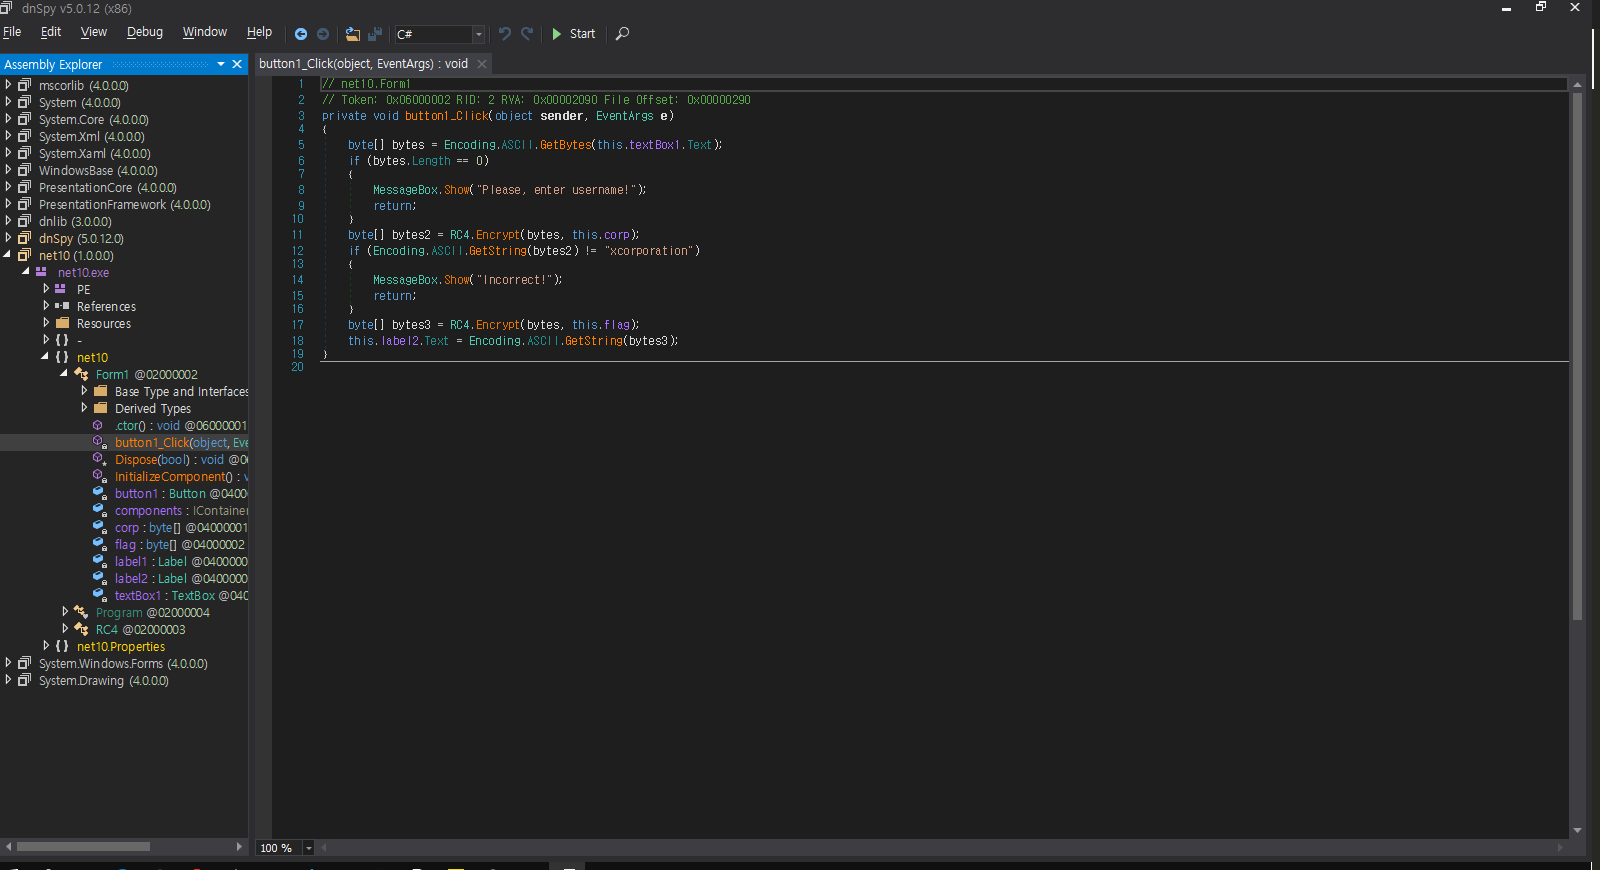 dnSpy v5.0.12 (x86)
File Edit View Debug Window Help C# Start
Assembly Explorer
mscorlib (4.0.0.0)
System (4.0.0.0)
System.Core (4.0.0.0)
System.Xml (4.0.0.0)
System.Xaml (4.0.0.0)
WindowsBase (4.0.0.0)
PresentationCore (4.0.0.0)
PresentationFramework (4.0.0.0)
dnlib (3.0.0.0)
dnSpy (5.0.12.0)
net10 (1.0.0.0)
net10.exe
PE
References
Resources
{ } -
{ } net10
Form1 @02000002
Base Type and Interfaces
Derived Types
.ctor() : void @06000001
button1_Click(object, Eve
Dispose(bool) : void @0
InitializeComponent() : v
button1 : Button @0400
components : IContainer
corp : byte[] @04000001
flag : byte[] @04000002
label1 : Label @0400000
label2 : Label @0400000
textBox1 : TextBox @040
Program @02000004
RC4 @02000003
{ } net10.Properties
System.Windows.Forms (4.0.0.0)
System.Drawing (4.0.0.0)
button1_Click(object, EventArgs) : void
1 // net10.Form1
2 // Token: 0x06000002 RID: 2 RVA: 0x00002090 File Offset: 0x00000290
3 private void button1_Click(object sender, EventArgs e)
4 {
5 byte[] bytes = Encoding.ASCII.GetBytes(this.textBox1.Text);
6 if (bytes.Length == 0)
7 {
8 MessageBox.Show("Please, enter username!");
9 return;
10 }
11 byte[] bytes2 = RC4.Encrypt(bytes, this.corp);
12 if (Encoding.ASCII.GetString(bytes2) != "xcorporation")
13 {
14 MessageBox.Show("Incorrect!");
15 return;
16 }
17 byte[] bytes3 = RC4.Encrypt(bytes, this.flag);
18 this.label2.Text = Encoding.ASCII.GetString(bytes3);
19 }
20
100 %